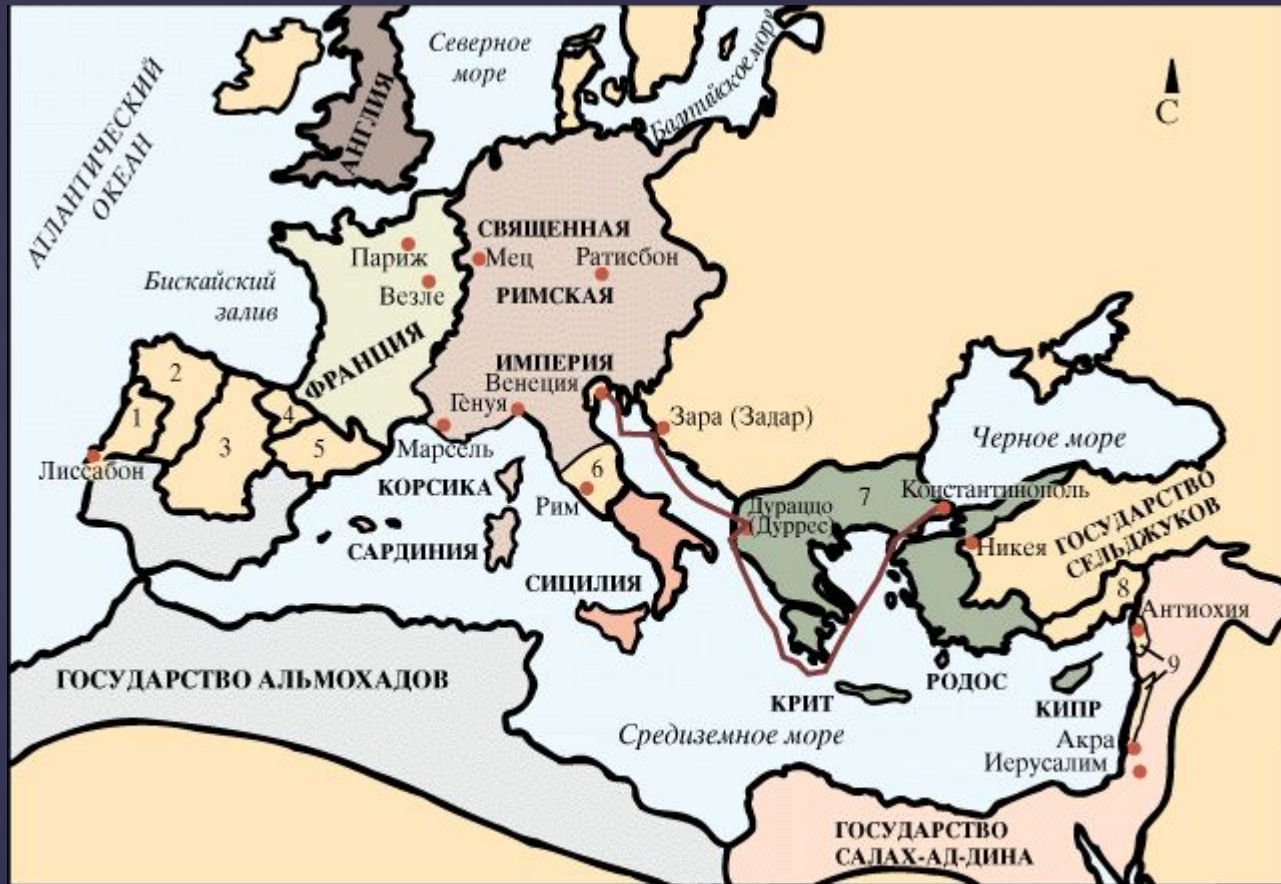 Северное
море
Балтийское море
АТЛАНТИЧЕСКИЙ
ОКЕАН
АНГЛИЯ
С
СВЯЩЕННАЯ
Париж
Мец
Ратисбон
Везле
РИМСКАЯ
Бискайский
залив
ФРАНЦИЯ
ИМПЕРИЯ
Венеция
Генуя
Марсель
Зара (Задар)
Черное море
1
2
3
4
5
Лиссабон
КОРСИКА
6
Рим
7
Константинополь
Дураццо
(Дуррес)
САРДИНИЯ
Никея
ГОСУДАРСТВО
СЕЛЬДЖУКОВ
СИЦИЛИЯ
8
Антиохия
9
ГОСУДАРСТВО АЛЬМОХАДОВ
РОДОС
КРИТ
КИПР
Средиземное море
Акра
Иерусалим
ГОСУДАРСТВО
САЛАХ-АД-ДИНА